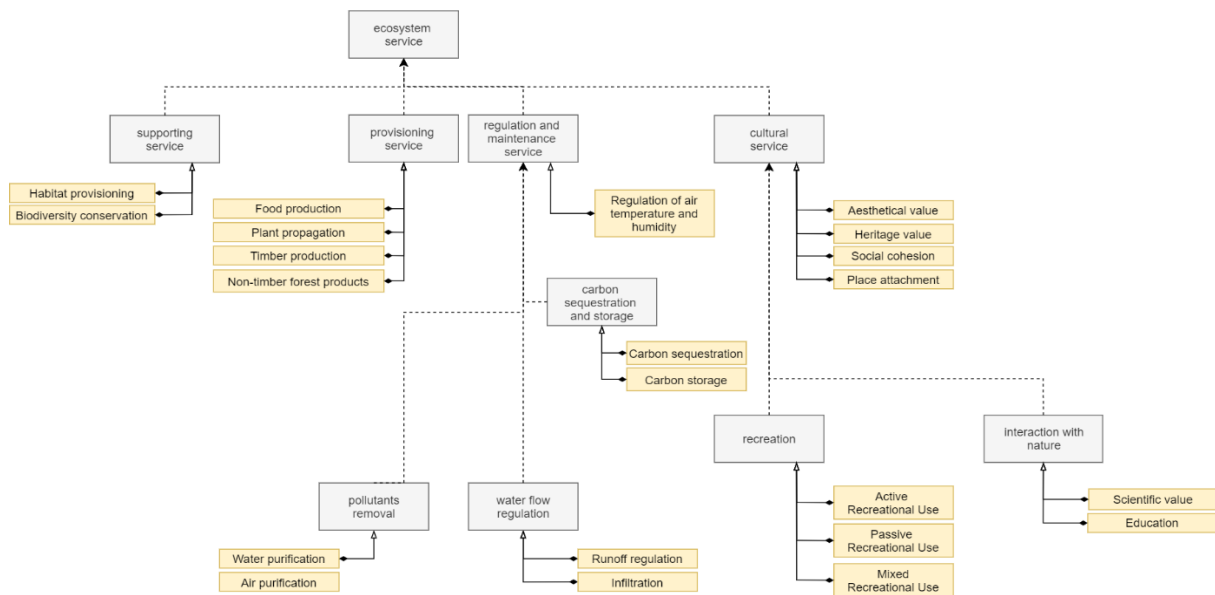 ecosystem
service
supporting
service
provisioning
service
regulation and
maintenance
service
cultural
service
Habitat provisioning
Biodiversity conservation
Food production
Plant propagation
Timber production
Non-timber forest products
Regulation of air
temperature and
humidity
Aesthetical value
Heritage value
Social cohesion
Place attachment
carbon
sequestration
and storage
Carbon sequestration
Carbon storage
recreation
interaction with
nature
pollutants
removal
water flow
regulation
Active
Recreational Use
Passive
Recreational Use
Mixed
Recreational Use
Scientific value
Education
Water purification
Air purification
Runoff regulation
Infiltration